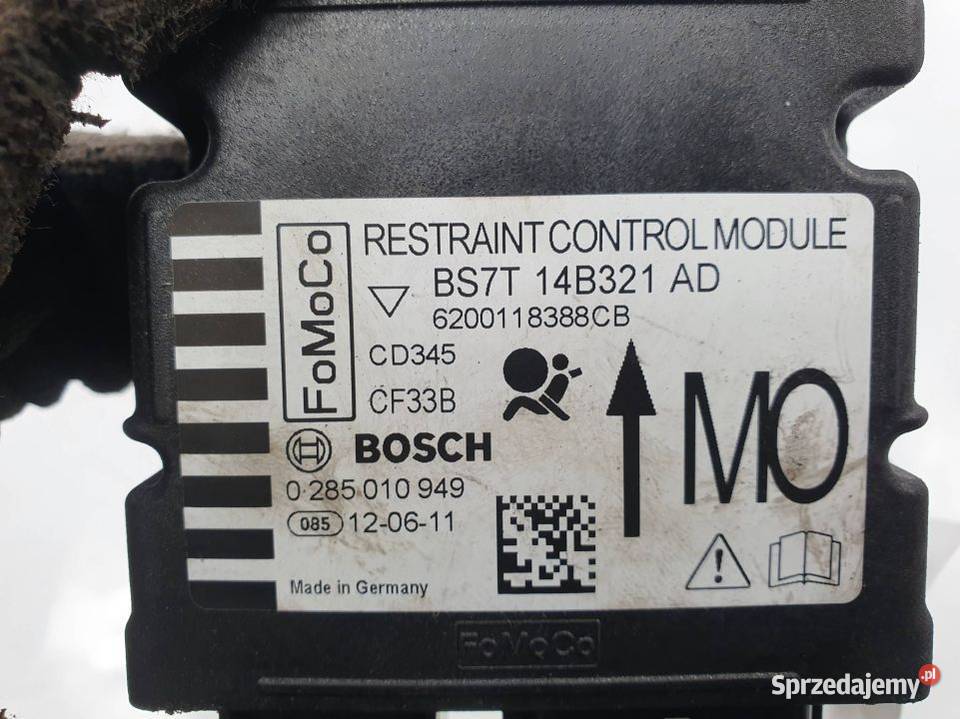 FoMoCo
RESTRAINT CONTROL MODULE
BS7T 14B321 AD
6200118388CB
CD345
CF33B
MO
BOSCH
0 285 010 949
085 12-06-11
Made in Germany
FoMoCo
Sprzedajemy.pl